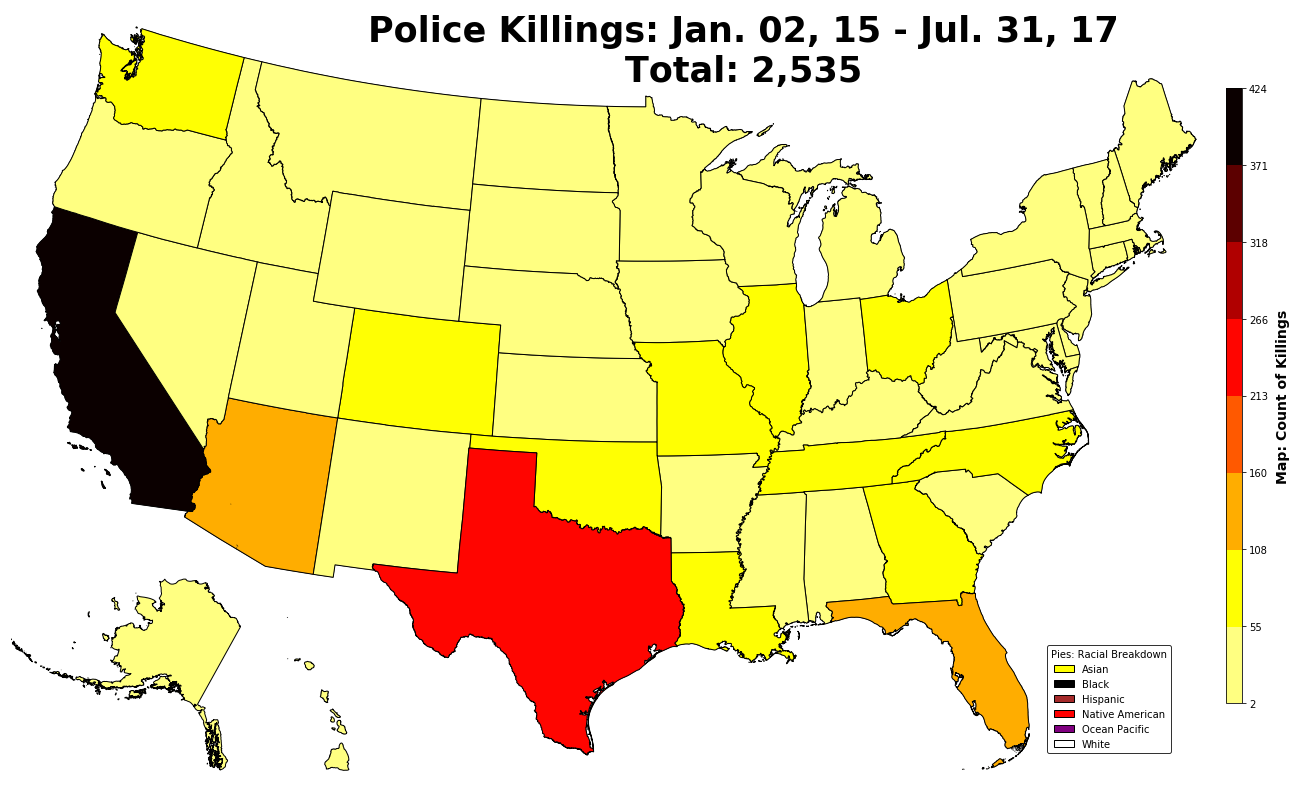 Police Killings: Jan. 02, 15 - Jul. 31, 17
Total: 2,535
424
371
318
266
213
160
108
55
2
Map: Count of Killings
Pies: Racial Breakdown
Asian
Black
Hispanic
Native American
Ocean Pacific
White